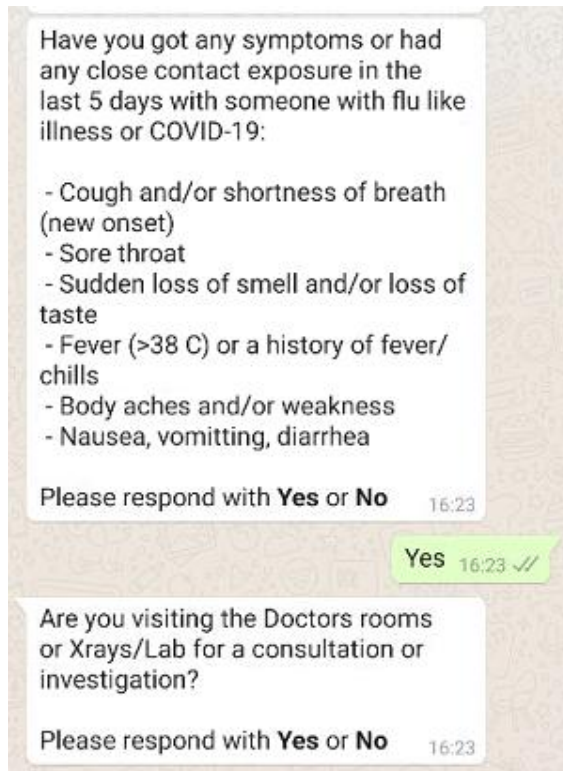 Have you got any symptoms or had
any close contact exposure in the
last 5 days with someone with flu like
illness or COVID-19:
- Cough and/or shortness of breath
(new onset)
- Sore throat
- Sudden loss of smell and/or loss of
taste
- Fever (>38 C) or a history of fever/
chills
- Body aches and/or weakness
- Nausea, vomitting, diarrhea
Please respond with Yes or No 16:23
Yes 16:23
Are you visiting the Doctors rooms
or Xrays/Lab for a consultation or
investigation?
Please respond with Yes or No 16:23